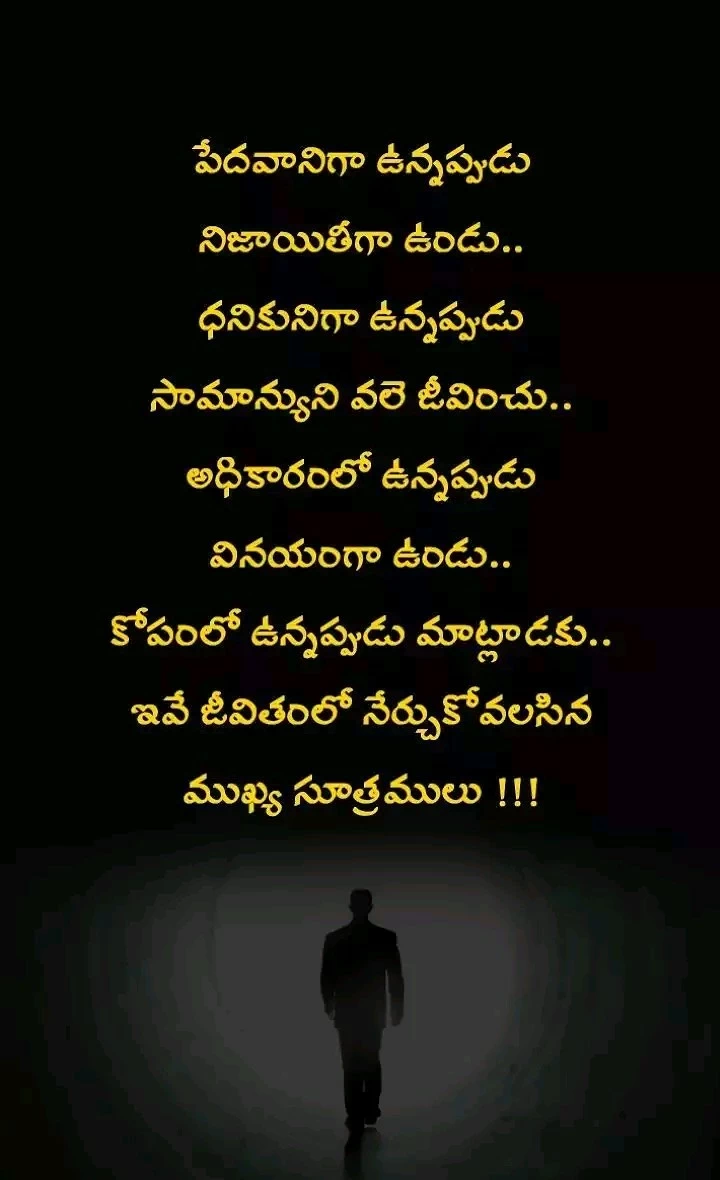 పేదవానిగా ఉన్నప్పుడు
నిజాయితీగా ఉండు..
ధనికునిగా ఉన్నప్పుడు
సామాన్యుని వలె జీవించు..
అధికారంలో ఉన్నప్పుడు
వినయంగా ఉండు..
కోపంలో ఉన్నప్పుడు మాట్లాడకు..
ఇవే జీవితంలో నేర్చుకోవలసిన
ముఖ్య సూత్రములు !!!